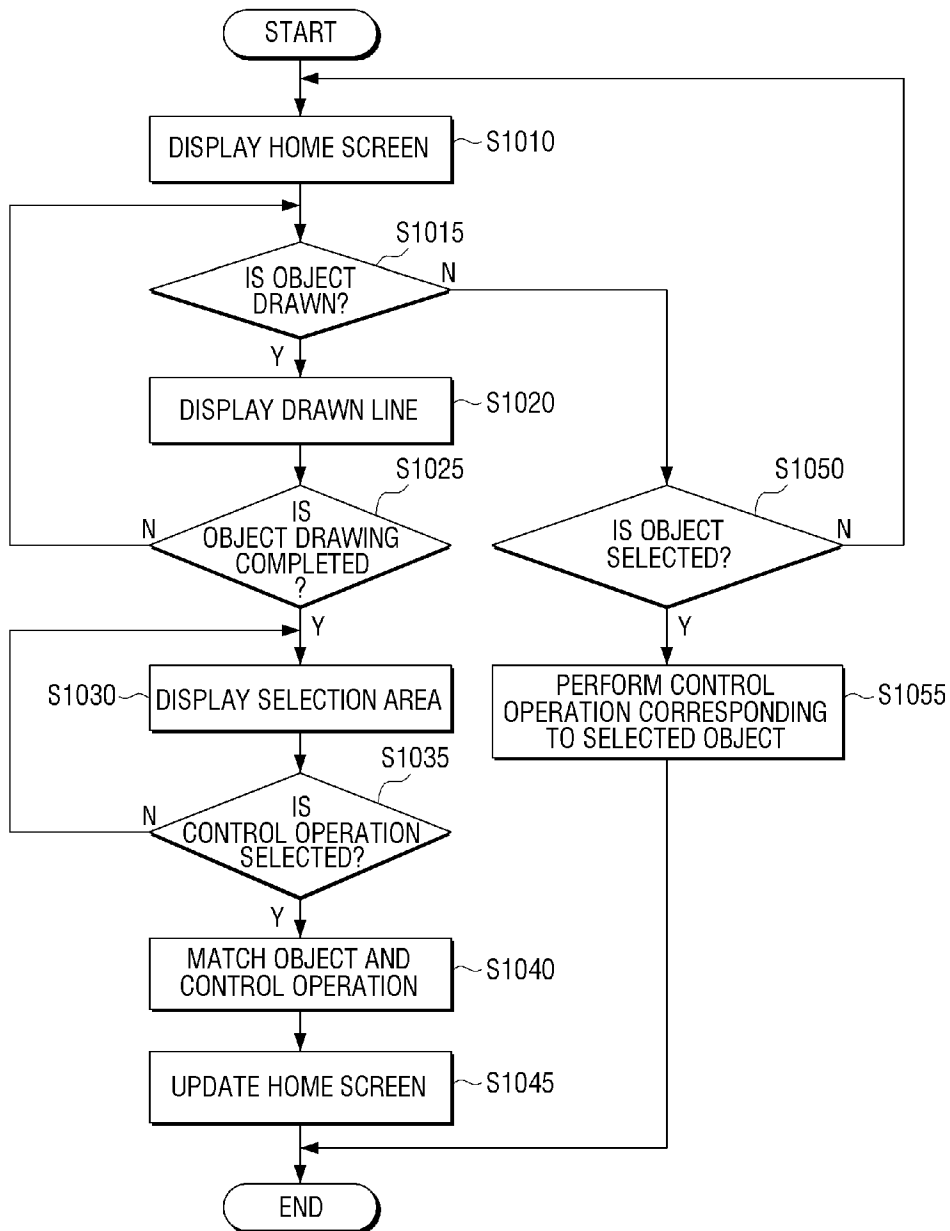 START
DISPLAY HOME SCREEN
S1010
S1015
IS OBJECT
DRAWN?
N
Y
DISPLAY DRAWN LINE
S1020
S1025
IS
OBJECT DRAWING
COMPLETED
?
N
Y
S1050
IS OBJECT
SELECTED?
N
Y
S1030
DISPLAY SELECTION AREA
PERFORM CONTROL
OPERATION CORRESPONDING
TO SELECTED OBJECT
S1055
S1035
IS
CONTROL OPERATION
SELECTED?
N
Y
MATCH OBJECT AND
CONTROL OPERATION
S1040
UPDATE HOME SCREEN
S1045
END